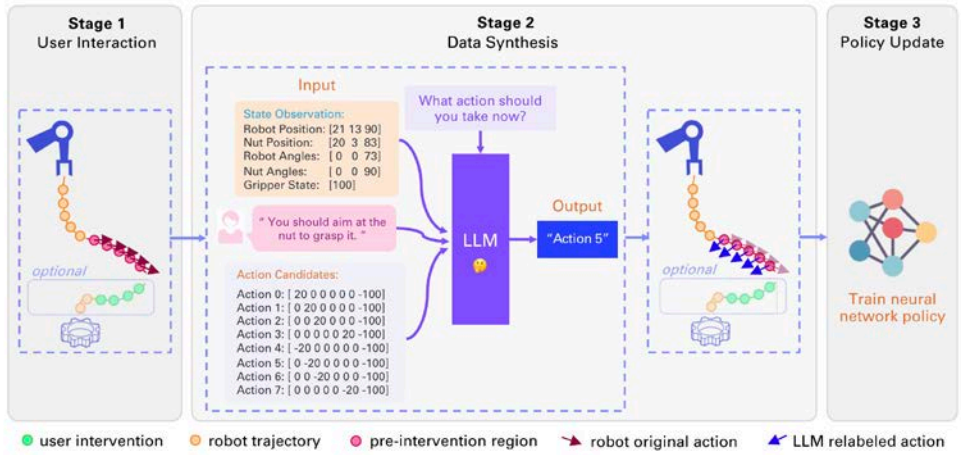 Stage 1
User Interaction
optional
Stage 2
Data Synthesis
Input
State Observation:
Robot Position: [21 13 90]
Nut Position: [20 3 83]
Robot Angles: [ 0 0 73]
Nut Angles: [ 0 0 90]
Gripper State: [100]
“ You should aim at the
nut to grasp it. ”
Action Candidates:
Action 0: [ 20 0 0 0 0 0 -100]
Action 1: [ 0 20 0 0 0 0 -100]
Action 2: [ 0 0 20 0 0 0 -100]
Action 3: [ 0 0 0 0 0 20 -100]
Action 4: [ -20 0 0 0 0 0 -100]
Action 5: [ 0 -20 0 0 0 0 -100]
Action 6: [ 0 0 -20 0 0 0 -100]
Action 7: [ 0 0 0 0 0 -20 -100]
What action should
you take now?
LLM
Output
“Action 5”
optional
Stage 3
Policy Update
Train neural
network policy
user intervention
robot trajectory
pre-intervention region
robot original action
LLM relabeled action